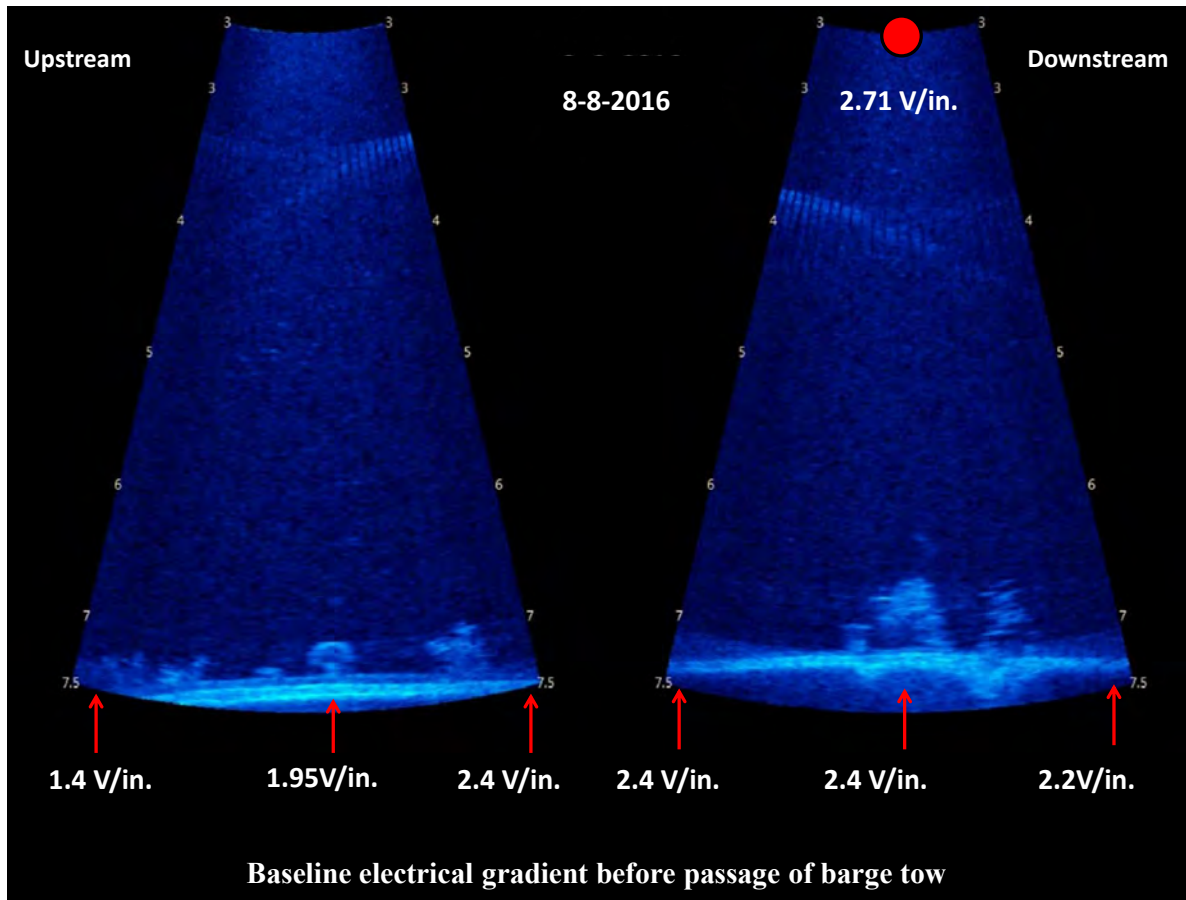 3 3 3 3
Upstream Downstream
3 3 3 3
8-8-2016 2.71 V/in.
4 4 4 4
5 5 5 5
6 6 6 6
7 7 7 7
7.5 7.5 7.5 7.5
1.4 V/in. 1.95V/in. 2.4 V/in. 2.4 V/in. 2.4 V/in. 2.2V/in.
Baseline electrical gradient before passage of barge tow